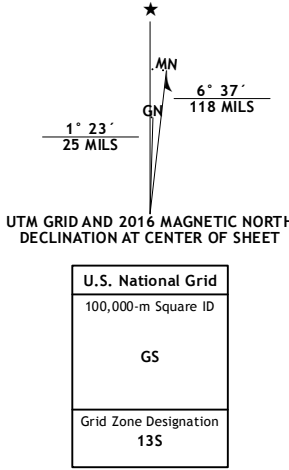 MN
GN
6° 37´
118 MILS
1° 23´
25 MILS
UTM GRID AND 2016 MAGNETIC NORTH
DECLINATION AT CENTER OF SHEET
U.S. National Grid
100,000-m Square ID
GS
Grid Zone Designation
13S